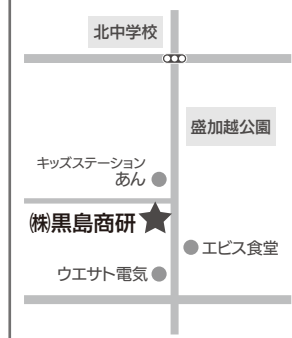 北中学校
盛加越公園
キッズステーション
あん
㈱黒島商研
エビス食堂
ウエサト電気